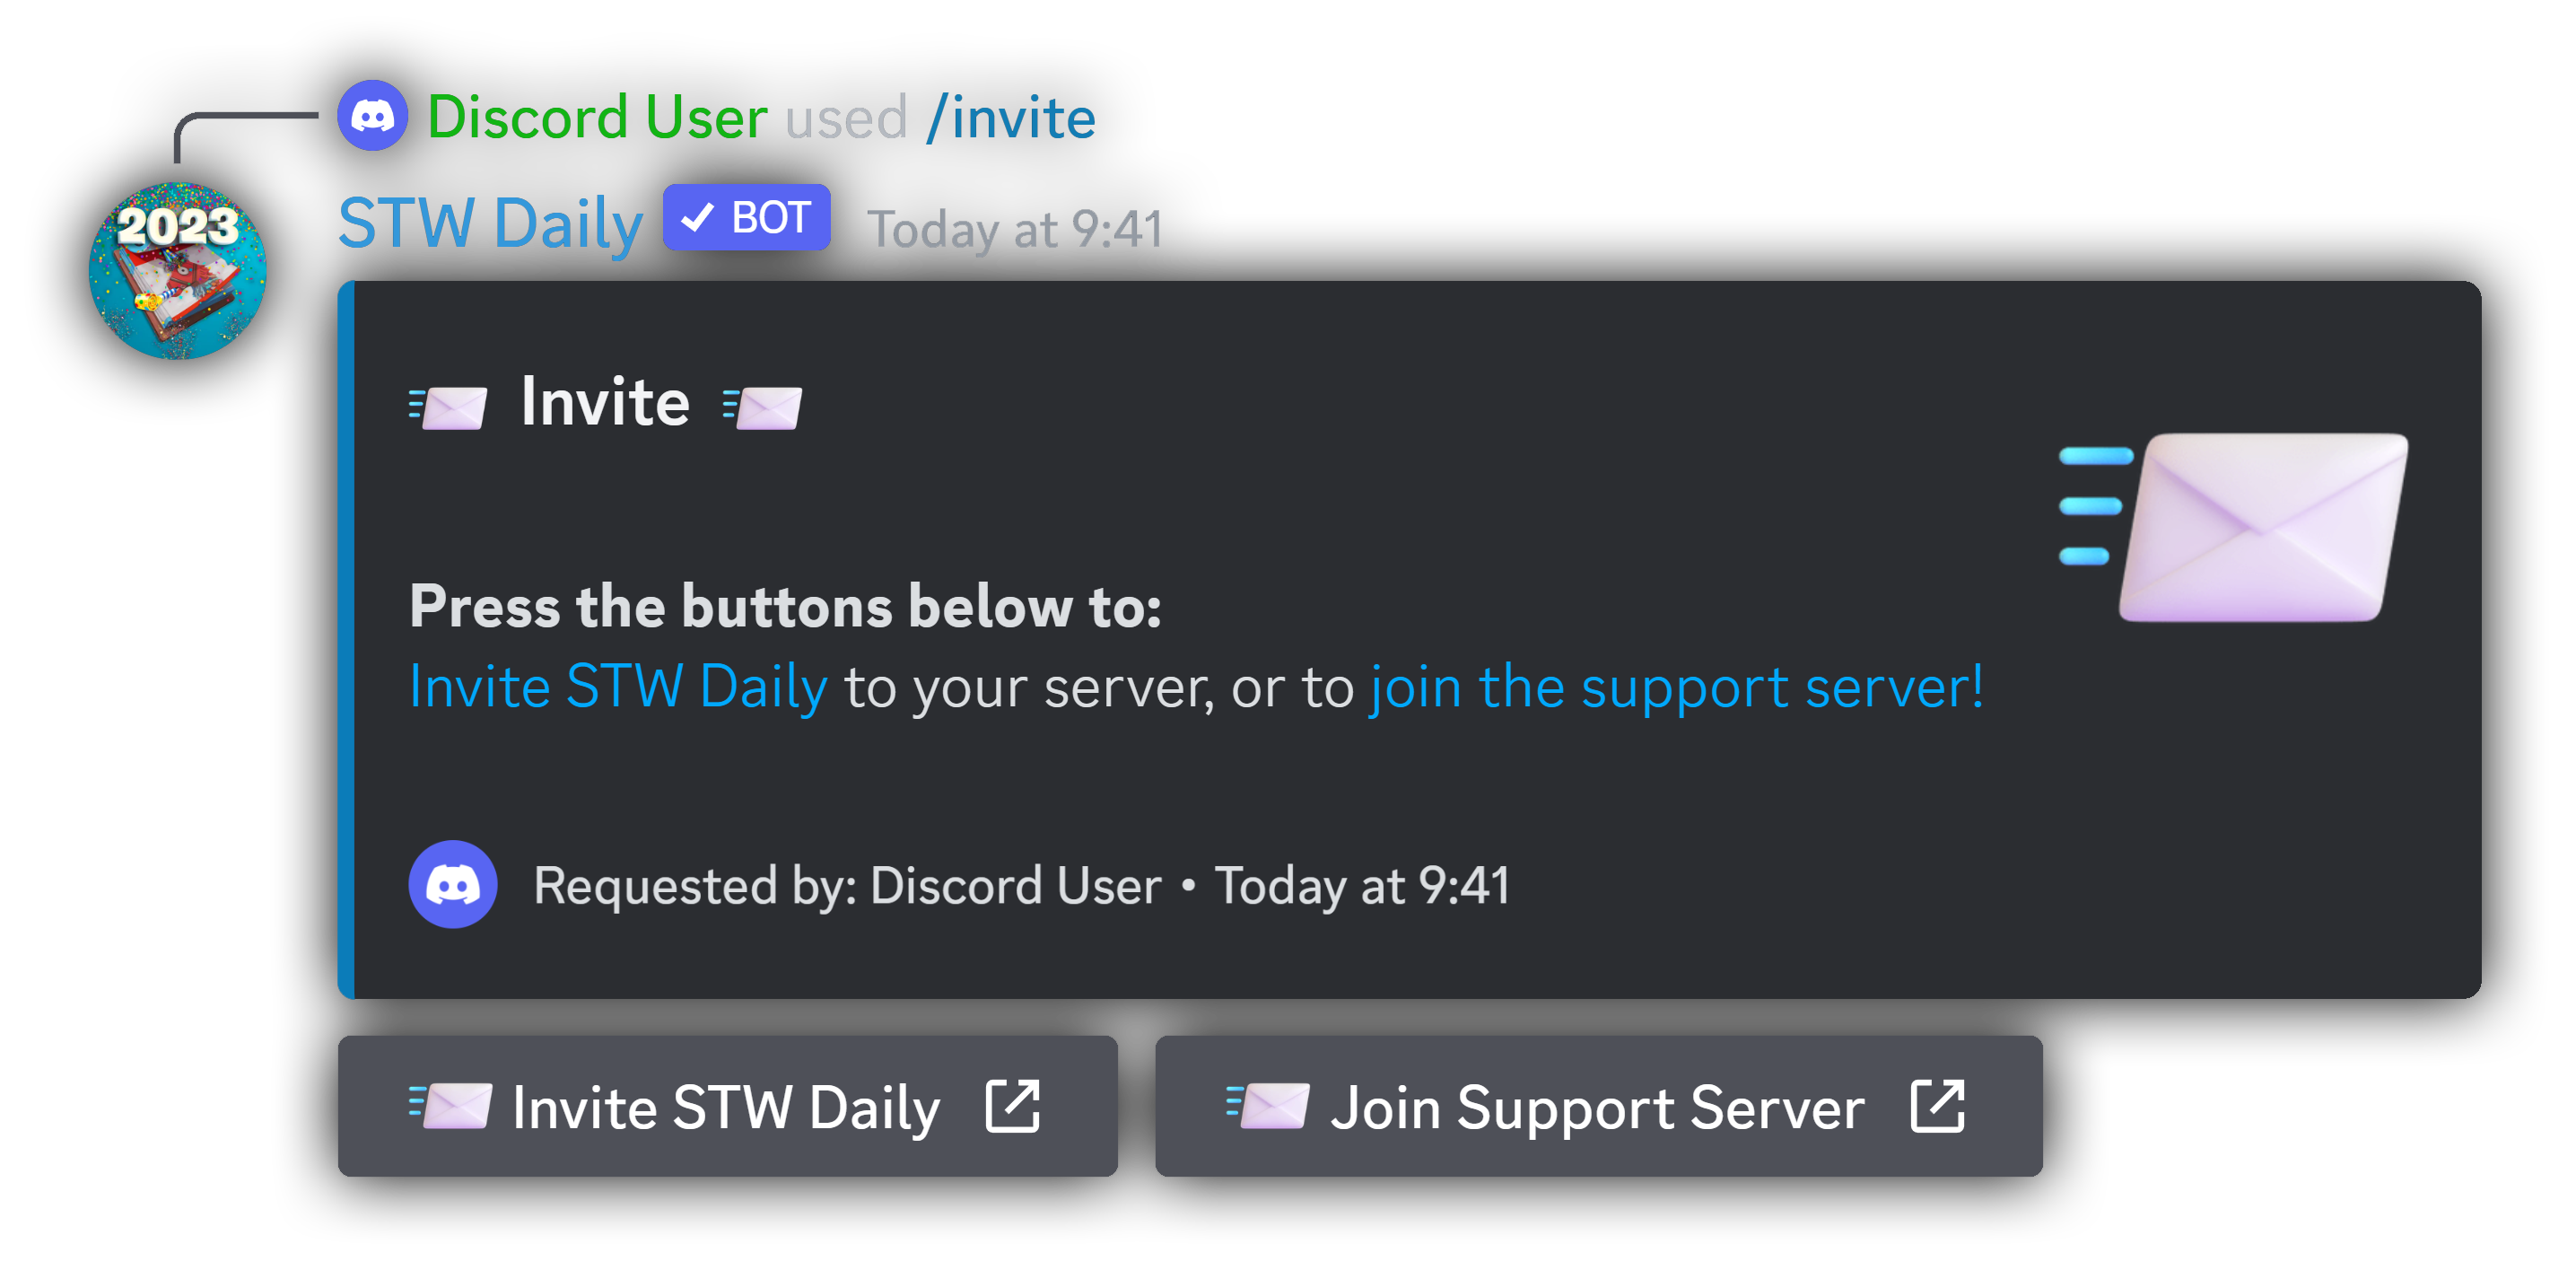 Discord User used /invite
2023
STW Daily BOT Today at 9:41
Invite
Press the buttons below to:
Invite STW Daily to your server, or to join the support server!
Requested by: Discord User • Today at 9:41
Invite STW Daily
Join Support Server